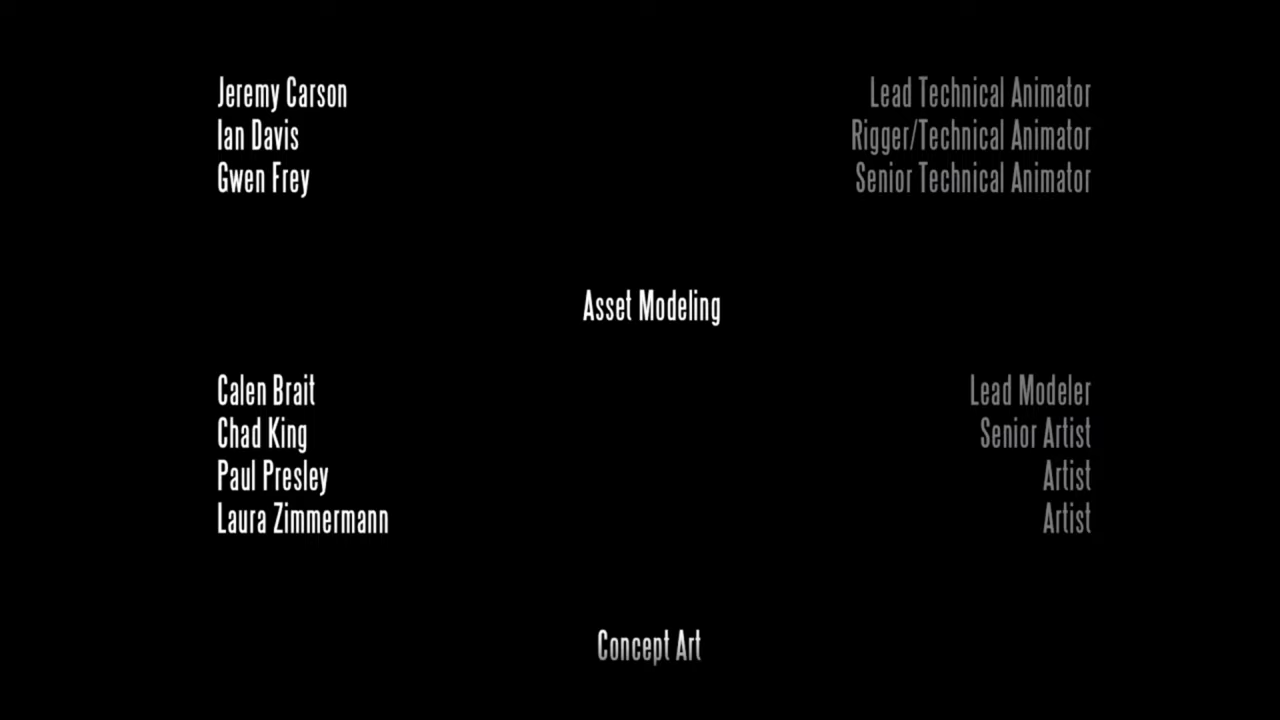 Jeremy Carson Lead Technical Animator
Ian Davis Rigger/Technical Animator
Gwen Frey Senior Technical Animator
Asset Modeling
Calen Brait Lead Modeler
Chad King Senior Artist
Paul Presley Artist
Laura Zimmermann Artist
Concept Art